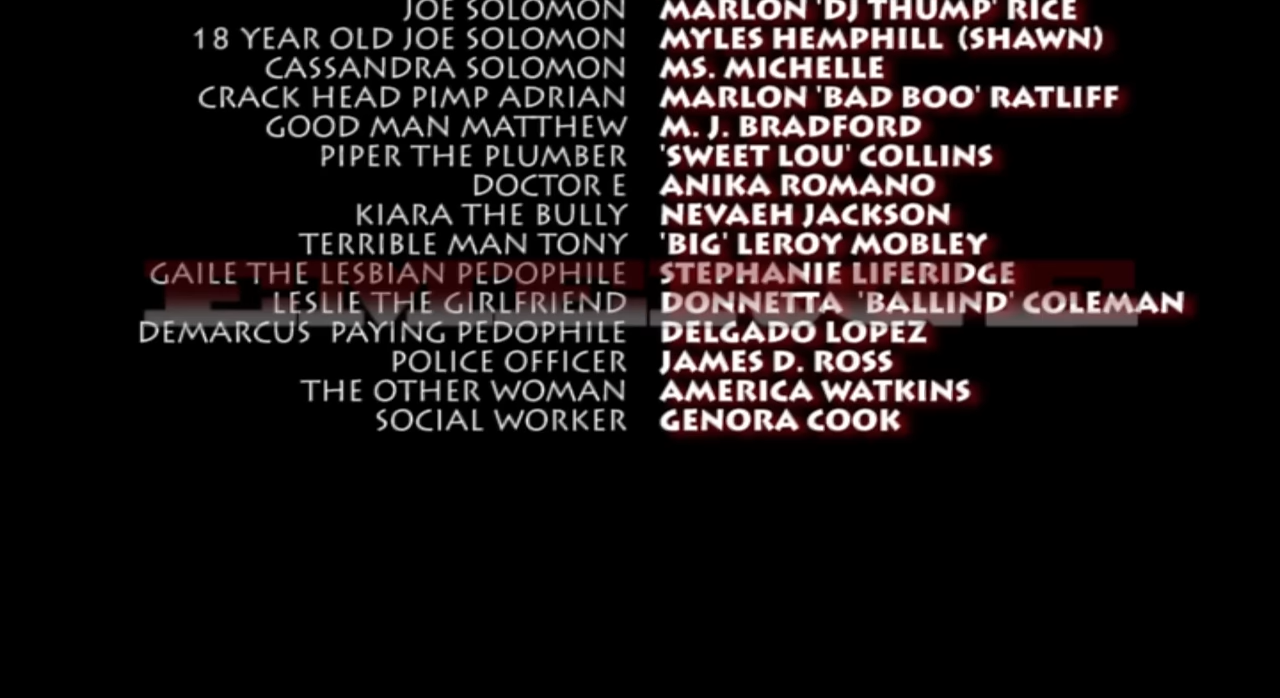 JOE SOLOMON MARLON 'DJ THUMP' RICE
18 YEAR OLD JOE SOLOMON MYLES HEMPHILL (SHAWN)
CASSANDRA SOLOMON MS. MICHELLE
CRACK HEAD PIMP ADRIAN MARLON 'BAD BOO' RATLIFF
GOOD MAN MATTHEW M. J. BRADFORD
PIPER THE PLUMBER 'SWEET LOU' COLLINS
DOCTOR E ANIKA ROMANO
KIARA THE BULLY NEVAEH JACKSON
TERRIBLE MAN TONY 'BIG' LEROY MOBLEY
GAILE THE LESBIAN PEDOPHILE STEPHANIE LIFERIDGE
LESLIE THE GIRLFRIEND DONNETTA 'BALLIND' COLEMAN
DEMARCUS PAYING PEDOPHILE DELGADO LOPEZ
POLICE OFFICER JAMES D. ROSS
THE OTHER WOMAN AMERICA WATKINS
SOCIAL WORKER GENORA COOK